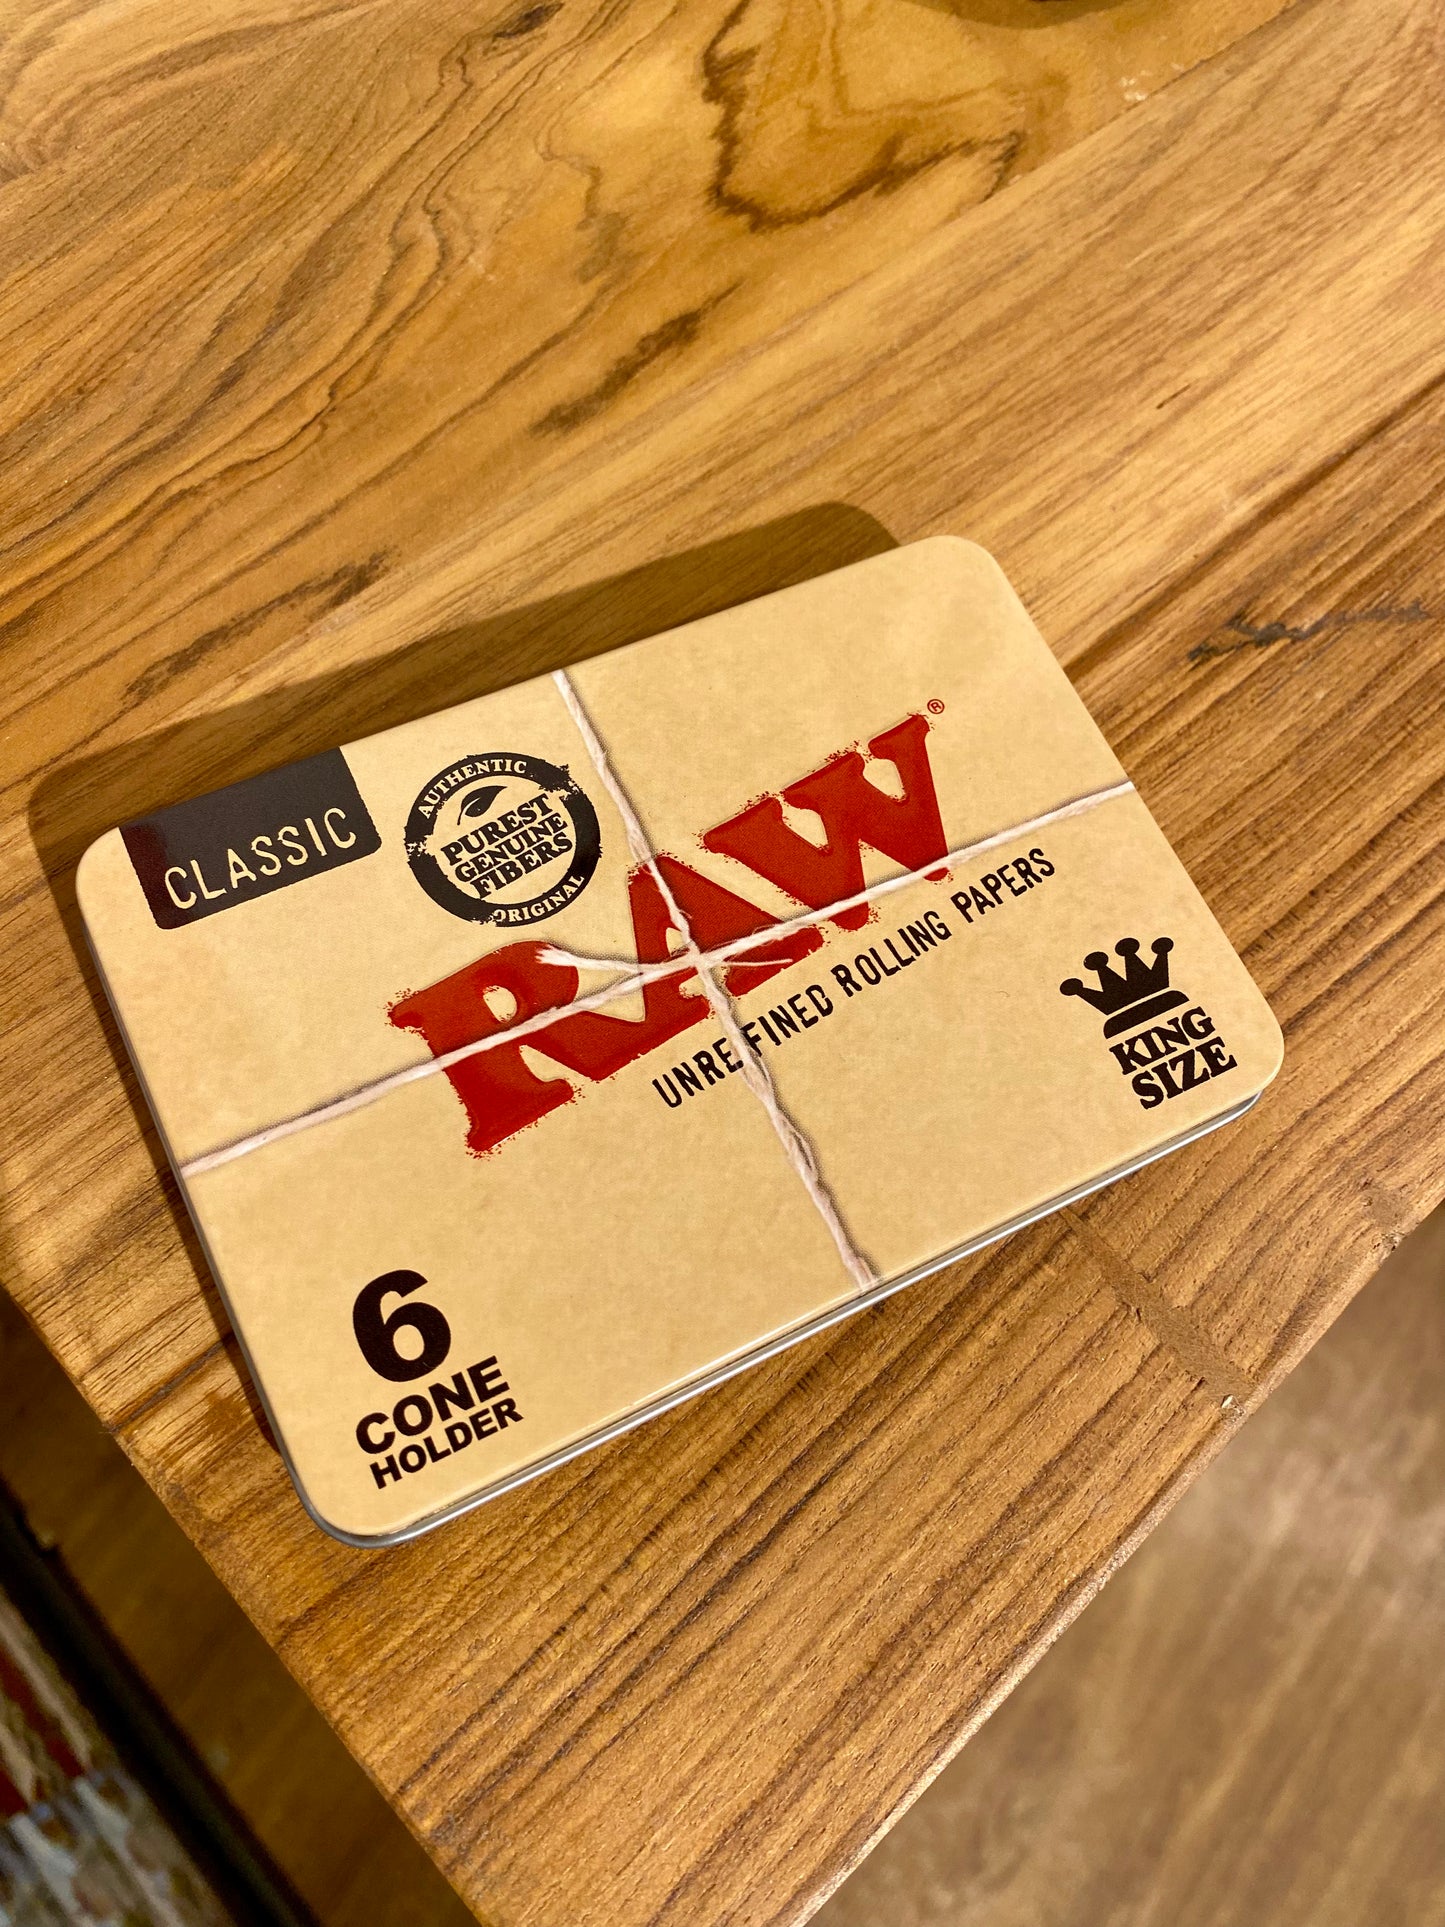 CLASSIC
AUTHENTIC
PUREST
GENUINE
FIBERS
ORIGINAL
RAW®
UNREFINED ROLLING PAPERS
KING
SIZE
6
CONE
HOLDER